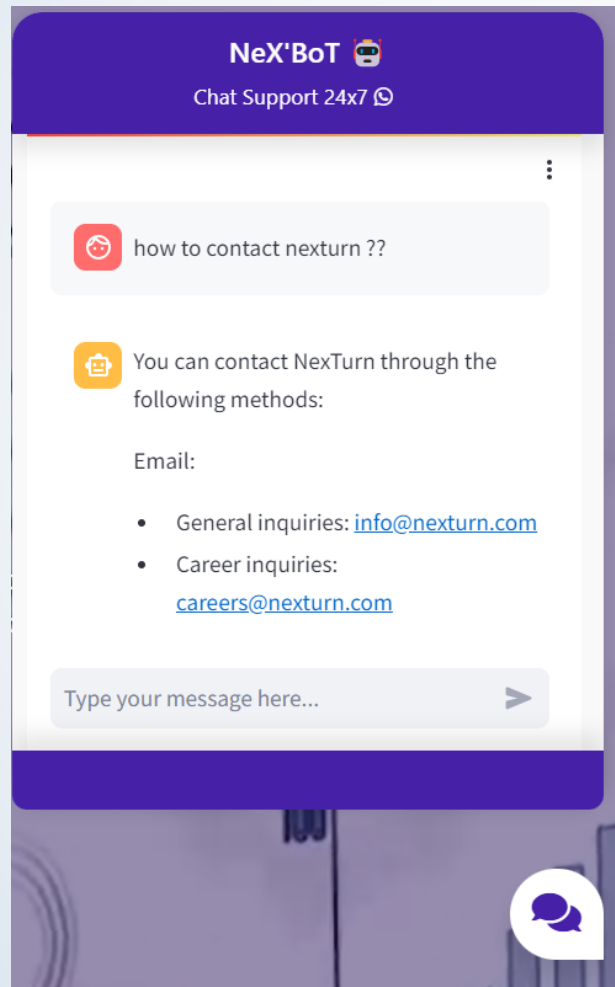 NeX'BoT 🤖
Chat Support 24x7
how to contact nexturn ??
You can contact NexTurn through the
following methods:
Email:
• General inquiries: info@nexturn.com
• Career inquiries:
careers@nexturn.com
Type your message here...